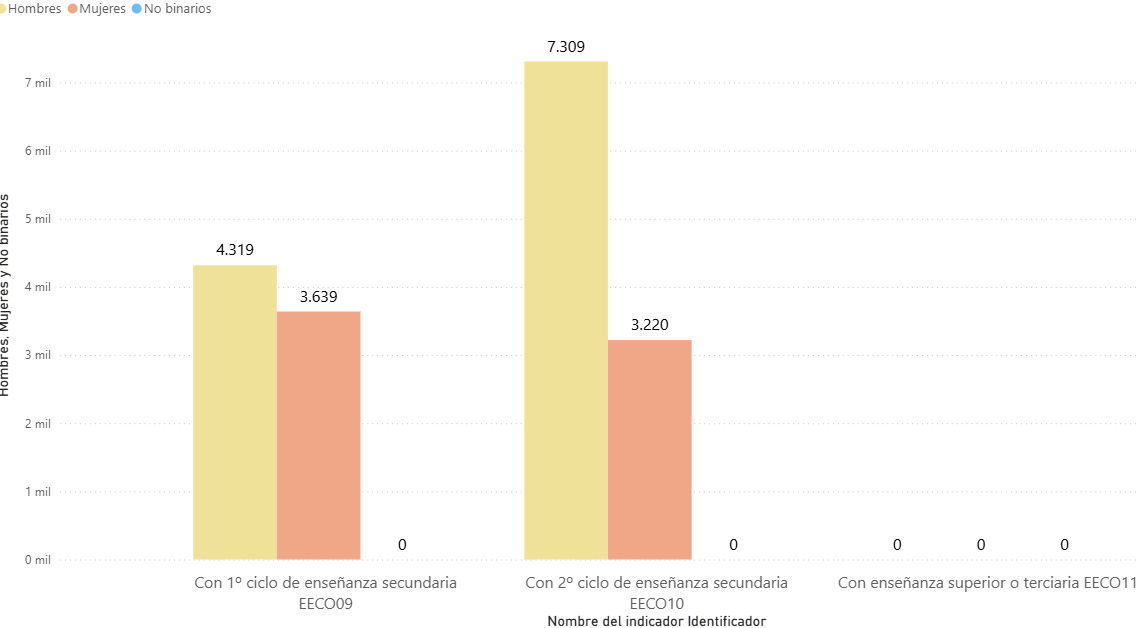 Hombres Mujeres No binarios
7.309
7 mil
6 mil
5 mil
4.319
4 mil
3.639
3.220
3 mil
2 mil
1 mil
0 0 0 0 0
0 mil
Hombres, Mujeres y No binarios
Con 1º ciclo de enseñanza secundaria
EECO09
Con 2º ciclo de enseñanza secundaria
EECO10
Con enseñanza superior o terciaria EECO11
Nombre del indicador Identificador